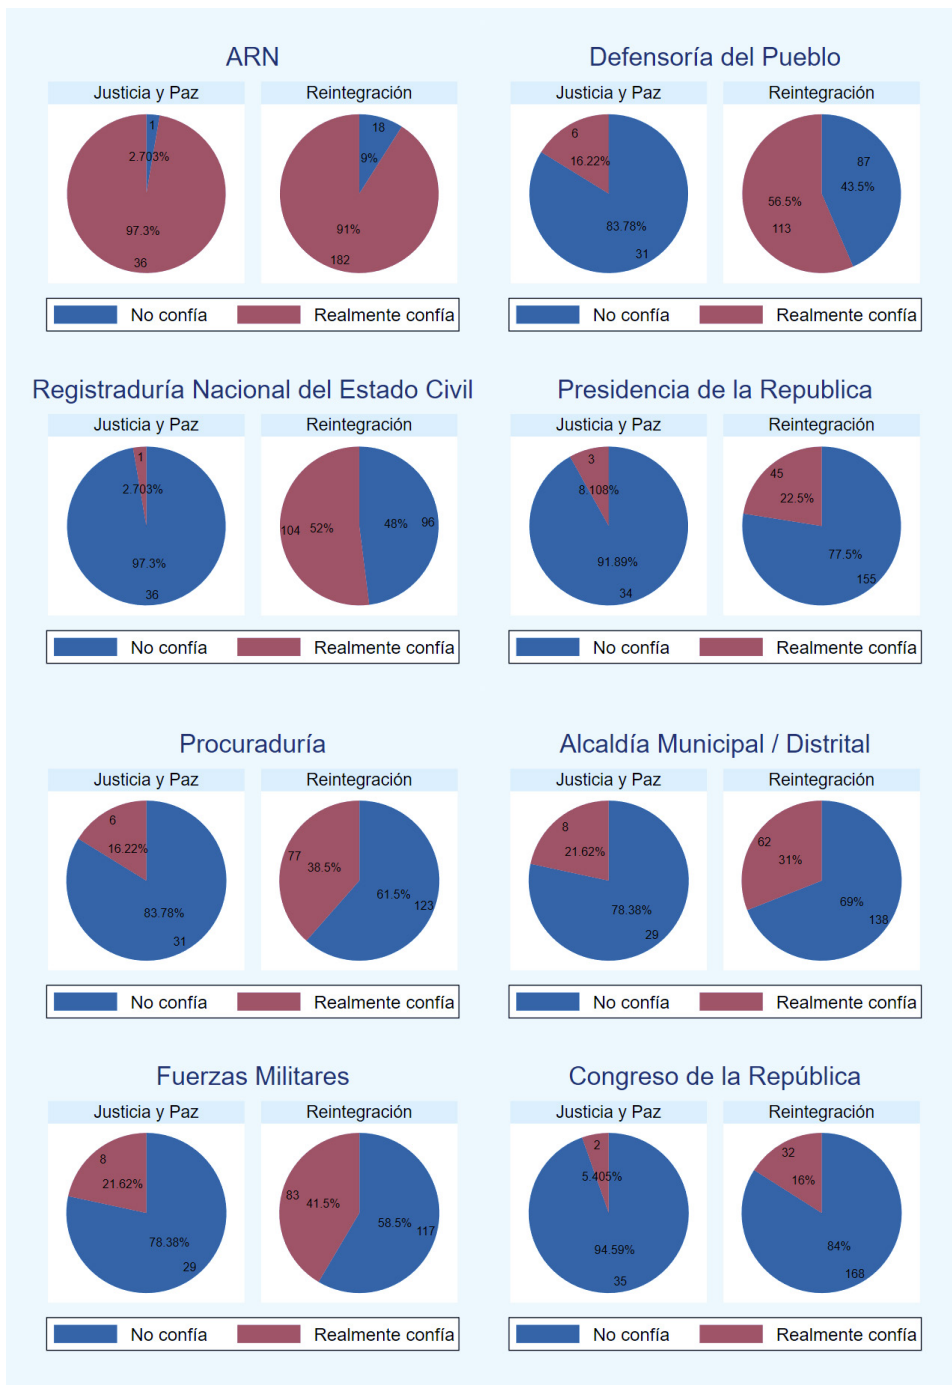 ARN
Justicia y Paz
1
2.703%
97.3%
36
Reintegración
18
9%
91%
182
No confía Realmente confía
Defensoría del Pueblo
Justicia y Paz
6
16.22%
83.78%
31
Reintegración
87
43.5%
56.5%
113
No confía Realmente confía
Registraduría Nacional del Estado Civil
Justicia y Paz
1
2.703%
97.3%
36
Reintegración
104 52% 48% 96
No confía Realmente confía
Presidencia de la Republica
Justicia y Paz
3
8.108%
91.89%
34
Reintegración
45
22.5%
77.5%
155
No confía Realmente confía
Procuraduría
Justicia y Paz
6
16.22%
83.78%
31
Reintegración
77
38.5%
61.5%
123
No confía Realmente confía
Alcaldía Municipal / Distrital
Justicia y Paz
8
21.62%
78.38%
29
Reintegración
62
31%
69%
138
No confía Realmente confía
Fuerzas Militares
Justicia y Paz
8
21.62%
78.38%
29
Reintegración
83
41.5%
58.5%
117
No confía Realmente confía
Congreso de la República
Justicia y Paz
2
5.405%
94.59%
35
Reintegración
32
16%
84%
168
No confía Realmente confía